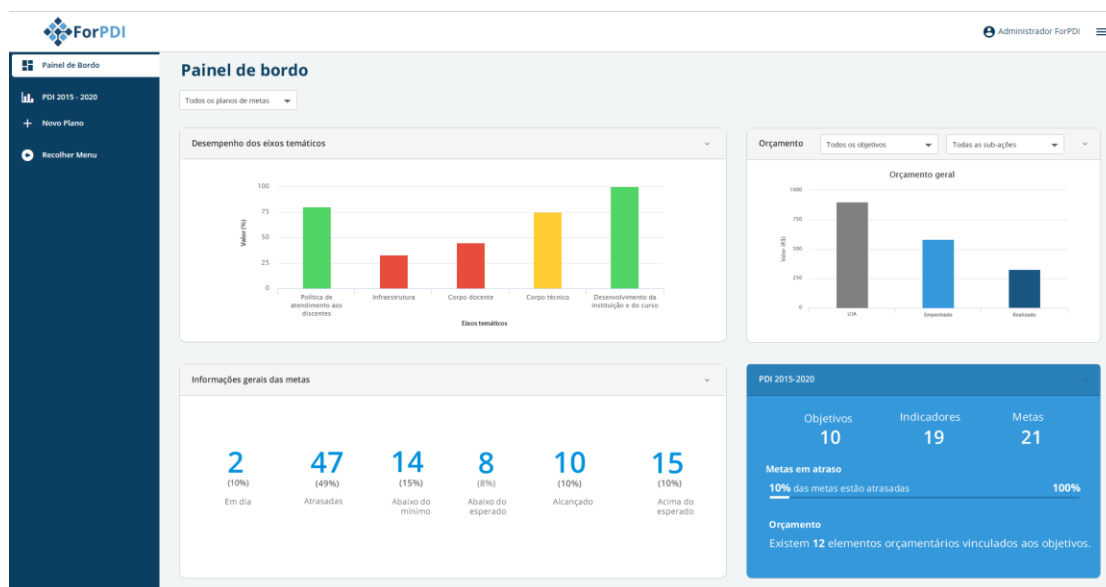 ForPDI
Administrador ForPDI
Painel de Bordo
PDI 2015 - 2020
Novo Plano
Recolher Menu
Painel de bordo
Todos os planos de metas
Desempenho dos eixos temáticos
100
75
50
25
0
Valor (%)
Política de
atendimento aos
discentes
Infraestrutura
Corpo docente
Corpo técnico
Desenvolvimento da
instituição e do curso
Eixos temáticos
Orçamento
Todos os objetivos
Todas as sub-ações
Orçamento geral
1000
750
500
250
0
Valor (R$)
LOA
Empenhado
Realizado
Informações gerais das metas
2
(10%)
Em dia
47
(49%)
Atrasadas
14
(15%)
Abaixo do
mínimo
8
(8%)
Abaixo do
esperado
10
(10%)
Alcançado
15
(10%)
Acima do
esperado
PDI 2015-2020
Objetivos
10
Indicadores
19
Metas
21
Metas em atraso
10% das metas estão atrasadas 100%
Orçamento
Existem 12 elementos orçamentários vinculados aos objetivos.